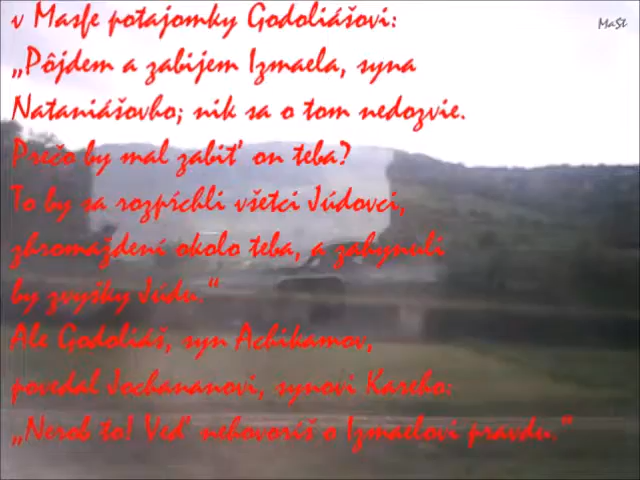 MaSt
v Masfe potajomky Godoliášovi:
„Pôjdem a zabijem Izmaela, syna
Nataniášovho; nik sa o tom nedozvie.
Prečo by mal zabiť on teba?
To by sa rozpŕchli všetci Júdovci,
zhromaždení okolo teba, a zahynuli
by zvyšky Júdu.“
Ale Godoliáš, syn Achikamov,
povedal Jochananovi, synovi Kareho:
„Nerob to! Veď nehovoríš o Izmaelovi pravdu.“